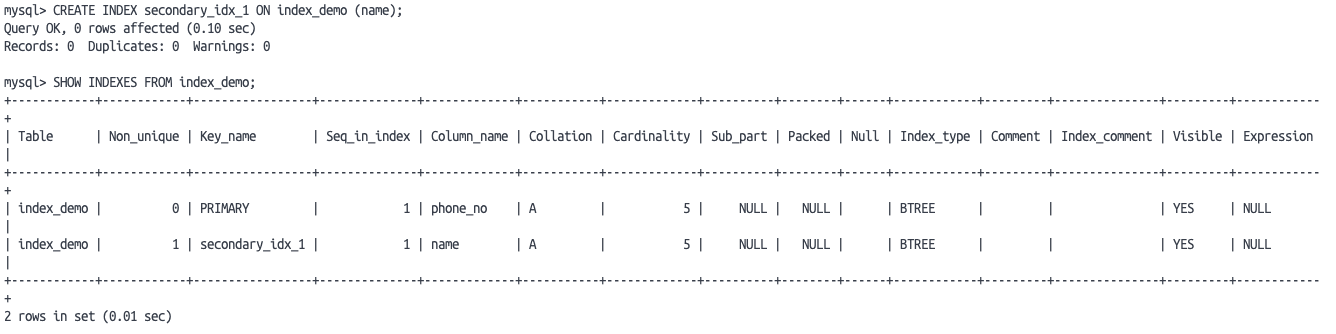 mysql> CREATE INDEX secondary_idx_1 ON index_demo (name);
Query OK, 0 rows affected (0.10 sec)
Records: 0  Duplicates: 0  Warnings: 0

mysql> SHOW INDEXES FROM index_demo;
+------------+------------+-----------------+--------------+-------------+-----------+-------------+----------+--------+------+------------+---------+---------------+---------+------------
+
| Table      | Non_unique | Key_name        | Seq_in_index | Column_name | Collation | Cardinality | Sub_part | Packed | Null | Index_type | Comment | Index_comment | Visible | Expression
|
+------------+------------+-----------------+--------------+-------------+-----------+-------------+----------+--------+------+------------+---------+---------------+---------+------------
+
| index_demo |          0 | PRIMARY         |            1 | phone_no    | A         |           5 |     NULL |   NULL |      | BTREE      |         |               | YES     | NULL
|
| index_demo |          1 | secondary_idx_1 |            1 | name        | A         |           5 |     NULL |   NULL |      | BTREE      |         |               | YES     | NULL
|
+------------+------------+-----------------+--------------+-------------+-----------+-------------+----------+--------+------+------------+---------+---------------+---------+------------
+
2 rows in set (0.01 sec)